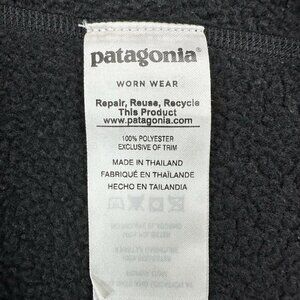 patagonia®
WORN WEAR
Repair, Reuse, Recycle
This Product
www.patagonia.com
100% POLYESTER
EXCLUSIVE OF TRIM
MADE IN THAILAND
FABRIQUÉ EN THAÏLANDE
HECHO EN TAILANDIA